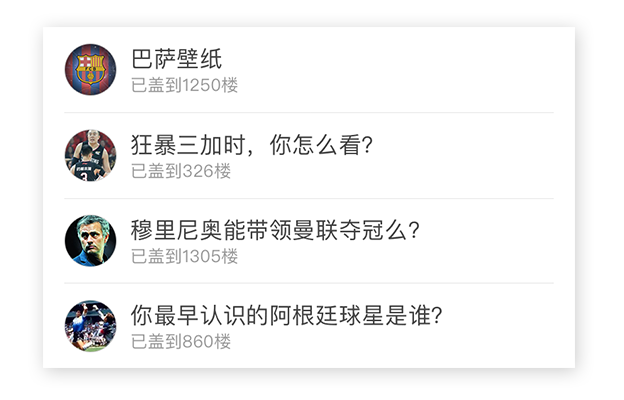 巴萨壁纸
已盖到1250楼
狂暴三加时，你怎么看？
已盖到326楼
穆里尼奥能带领曼联夺冠么？
已盖到1305楼
你最早认识的阿根廷球星是谁？
已盖到860楼